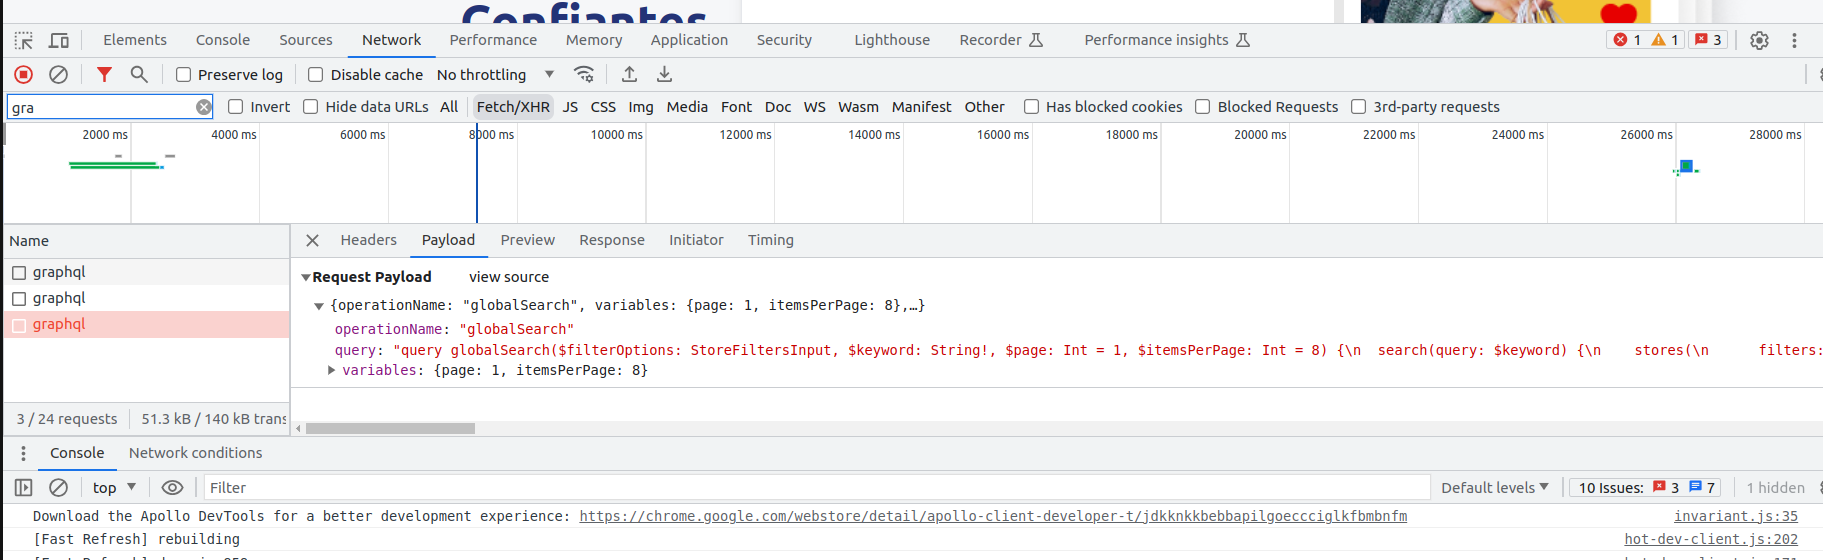 Confiantos
Elements Console Sources Network Performance Memory Application Security Lighthouse Recorder Performance insights 1 1 3
Preserve log Disable cache No throttling
gra Invert Hide data URLs All Fetch/XHR JS CSS Img Media Font Doc WS Wasm Manifest Other Has blocked cookies Blocked Requests 3rd-party requests
2000 ms 4000 ms 6000 ms 8000 ms 10000 ms 12000 ms 14000 ms 16000 ms 18000 ms 20000 ms 22000 ms 24000 ms 26000 ms 28000 ms
Name
graphql
graphql
graphql
3 / 24 requests 51.3 kB / 140 kB trans
Headers Payload Preview Response Initiator Timing
Request Payload view source
{operationName: "globalSearch", variables: {page: 1, itemsPerPage: 8},…}
operationName: "globalSearch"
query: "query globalSearch($filterOptions: StoreFiltersInput, $keyword: String!, $page: Int = 1, $itemsPerPage: Int = 8) {\n  search(query: $keyword) {\n    stores(\n      filters:
variables: {page: 1, itemsPerPage: 8}
Console Network conditions
top Filter Default levels 10 Issues: 3 7 1 hidden
Download the Apollo DevTools for a better development experience: https://chrome.google.com/webstore/detail/apollo-client-developer-t/jdkknkkbebbapilgoeccciglkfbmbnfm invariant.js:35
[Fast Refresh] rebuilding hot-dev-client.js:202